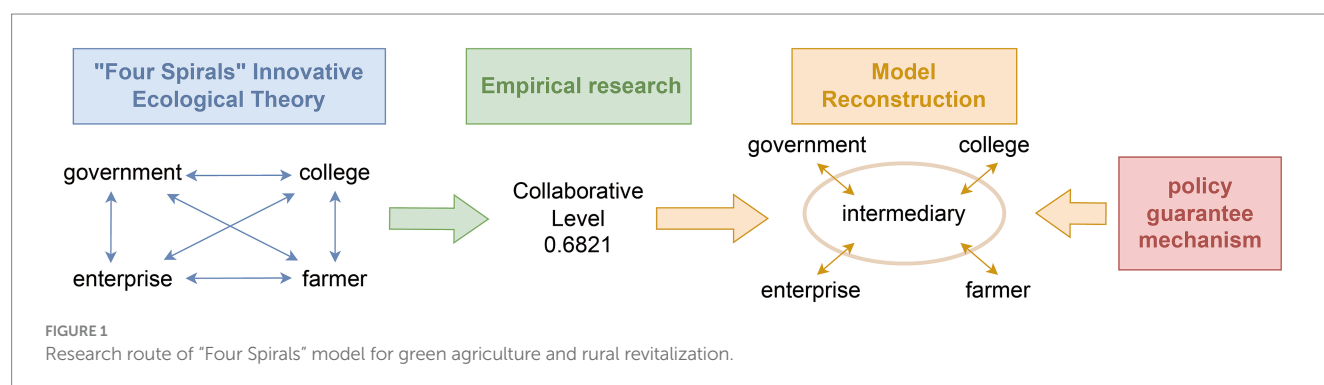 "Four Spirals" Innovative
Ecological Theory
Empirical research
Model
Reconstruction
government
college
enterprise
farmer
Collaborative
Level
0.6821
government
college
intermediary
enterprise
farmer
policy
guarantee
mechanism
FIGURE 1
Research route of “Four Spirals” model for green agriculture and rural revitalization.